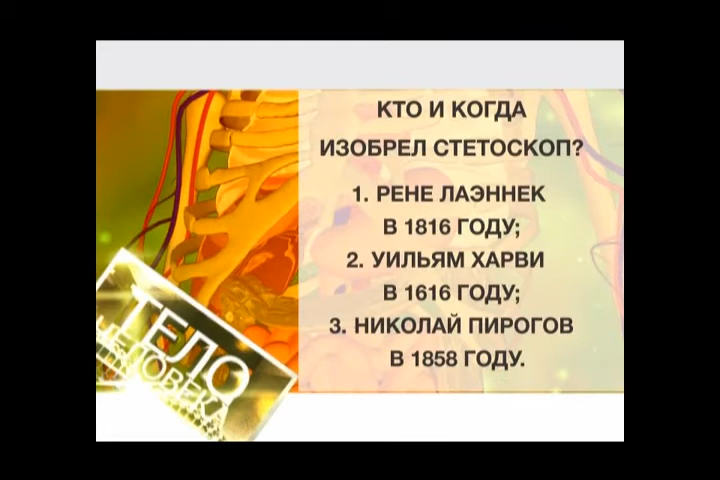 КТО И КОГДА
ИЗОБРЕЛ СТЕТОСКОП?
1. РЕНЕ ЛАЭННЕК
В 1816 ГОДУ;
2. УИЛЬЯМ ХАРВИ
В 1616 ГОДУ;
3. НИКОЛАЙ ПИРОГОВ
В 1858 ГОДУ.
ТЕЛО
ЧЕЛОВЕКА